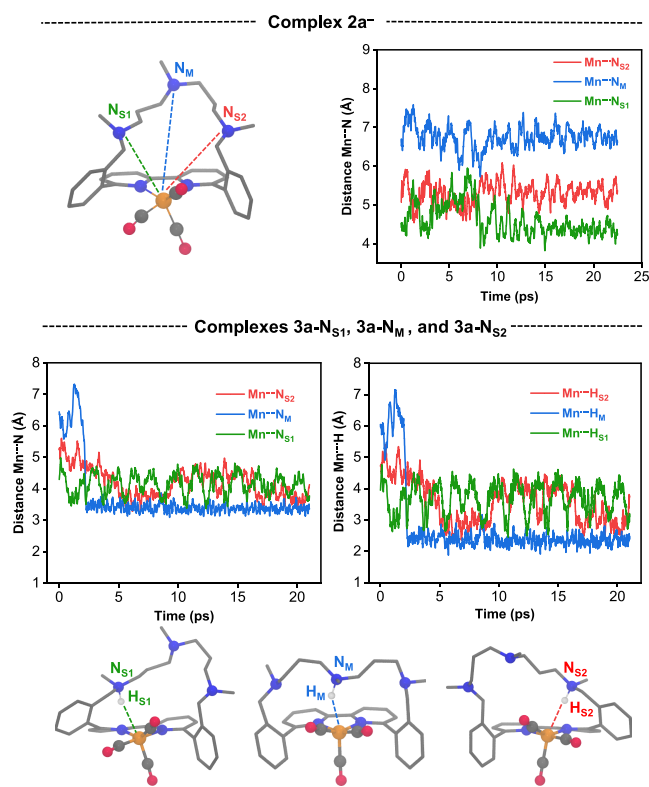 Complex 2a⁻
N_M
N_S1
N_S2
Distance Mn┄N (Å)
9
8
7
6
5
4
Mn┄N_S2
Mn┄N_M
Mn┄N_S1
0 5 10 15 20 25
Time (ps)
Complexes 3a-N_S1, 3a-N_M, and 3a-N_S2
Distance Mn┄N (Å)
8
7
6
5
4
3
2
1
Mn┄N_S2
Mn┄N_M
Mn┄N_S1
0 5 10 15 20
Time (ps)
Distance Mn┄H (Å)
8
7
6
5
4
3
2
1
Mn┄H_S2
Mn┄H_M
Mn┄H_S1
0 5 10 15 20
Time (ps)
N_S1
H_S1
N_M
H_M
N_S2
H_S2